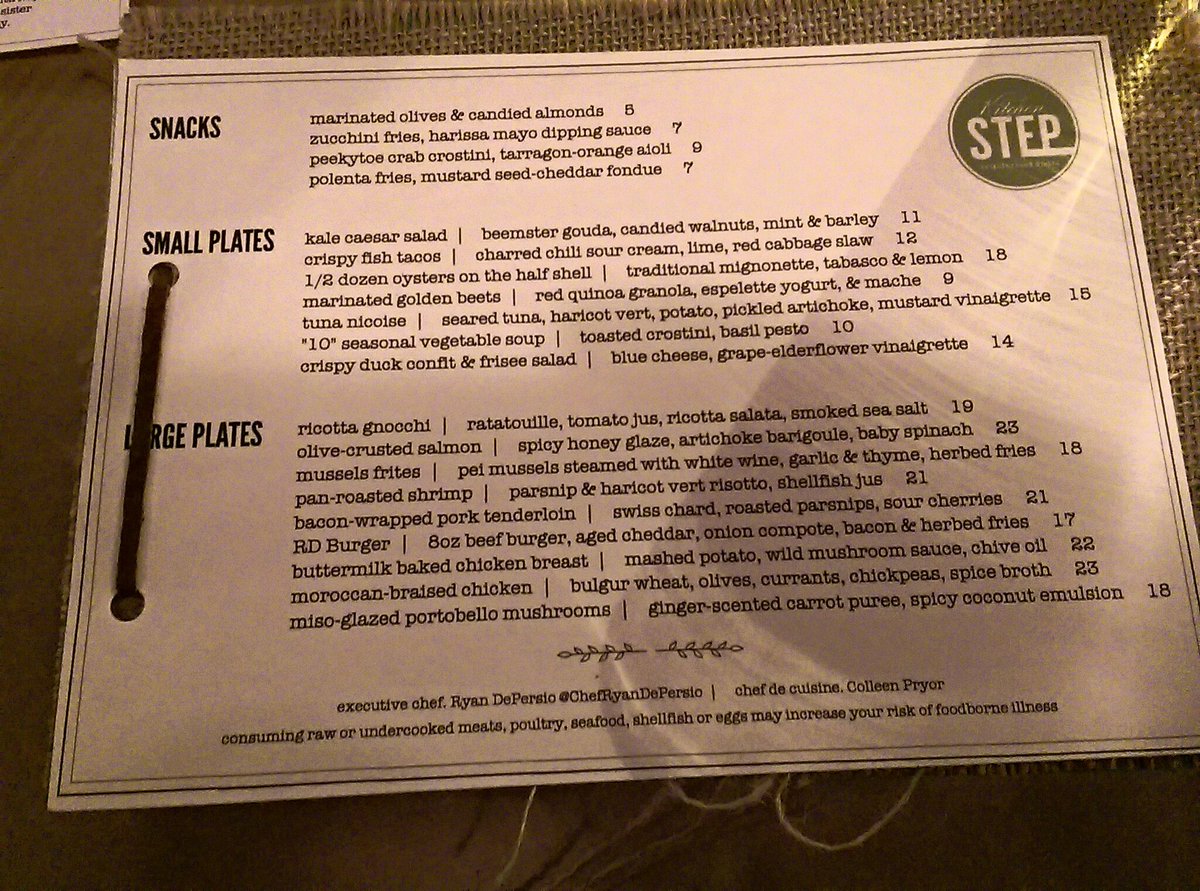 sister
y.
Kitchen
STEP
SNACKS
marinated olives & candied almonds 5
zucchini fries, harissa mayo dipping sauce 7
peekytoe crab crostini, tarragon-orange aioli 9
polenta fries, mustard seed-cheddar fondue 7
SMALL PLATES
kale caesar salad | beemster gouda, candied walnuts, mint & barley 11
crispy fish tacos | charred chili sour cream, lime, red cabbage slaw 12
1/2 dozen oysters on the half shell | traditional mignonette, tabasco & lemon 18
marinated golden beets | red quinoa granola, espelette yogurt, & mache 9
tuna nicoise | seared tuna, haricot vert, potato, pickled artichoke, mustard vinaigrette 15
"10" seasonal vegetable soup | toasted crostini, basil pesto 10
crispy duck confit & frisee salad | blue cheese, grape-elderflower vinaigrette 14
LARGE PLATES
ricotta gnocchi | ratatouille, tomato jus, ricotta salata, smoked sea salt 19
olive-crusted salmon | spicy honey glaze, artichoke barigoule, baby spinach 23
mussels frites | pei mussels steamed with white wine, garlic & thyme, herbed fries 18
pan-roasted shrimp | parsnip & haricot vert risotto, shellfish jus 21
bacon-wrapped pork tenderloin | swiss chard, roasted parsnips, sour cherries 21
RD Burger | 8oz beef burger, aged cheddar, onion compote, bacon & herbed fries 17
buttermilk baked chicken breast | mashed potato, wild mushroom sauce, chive oil 22
moroccan-braised chicken | bulgur wheat, olives, currants, chickpeas, spice broth 23
miso-glazed portobello mushrooms | ginger-scented carrot puree, spicy coconut emulsion 18
executive chef. Ryan DePersio @ChefRyanDePersio | chef de cuisine. Colleen Pryor
consuming raw or undercooked meats, poultry, seafood, shellfish or eggs may increase your risk of foodborne illness